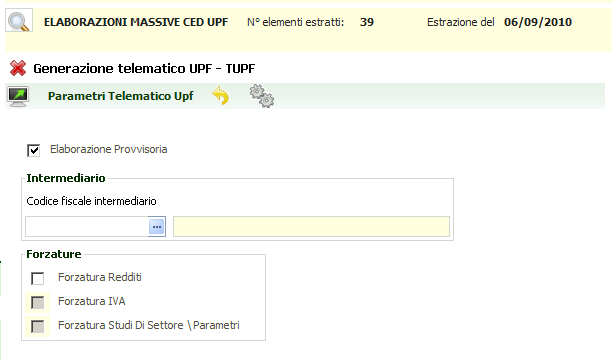 ELABORAZIONI MASSIVE CED UPF N° elementi estratti: 39 Estrazione del 06/09/2010
Generazione telematico UPF - TUPF
Parametri Telematico Upf
Elaborazione Provvisoria
Intermediario
Codice fiscale intermediario
...
Forzature
Forzatura Redditi
Forzatura IVA
Forzatura Studi Di Settore \ Parametri